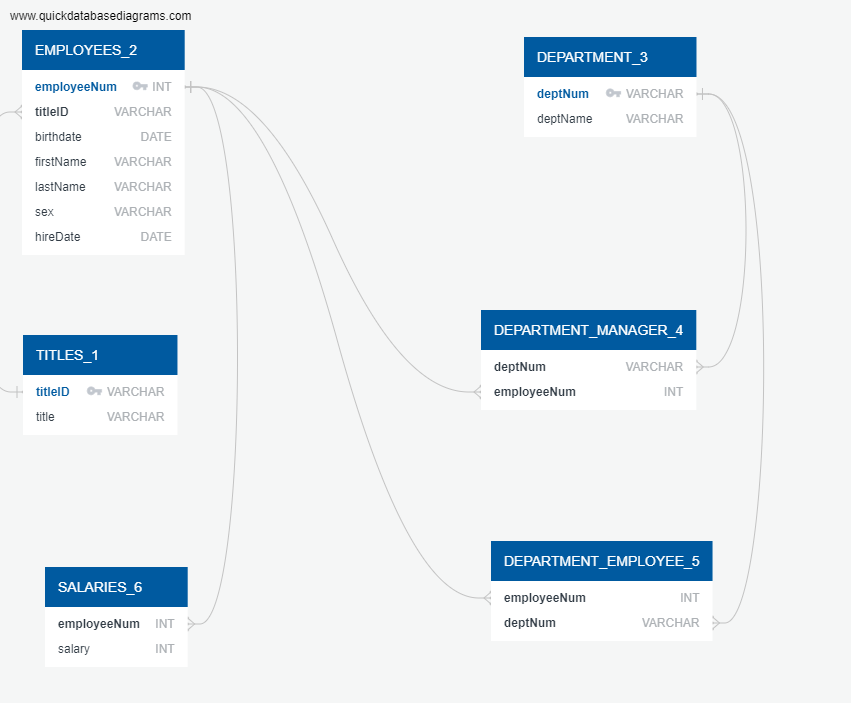 www.quickdatabasediagrams.com
EMPLOYEES_2
employeeNum INT
titleID VARCHAR
birthdate DATE
firstName VARCHAR
lastName VARCHAR
sex VARCHAR
hireDate DATE
DEPARTMENT_3
deptNum VARCHAR
deptName VARCHAR
TITLES_1
titleID VARCHAR
title VARCHAR
DEPARTMENT_MANAGER_4
deptNum VARCHAR
employeeNum INT
SALARIES_6
employeeNum INT
salary INT
DEPARTMENT_EMPLOYEE_5
employeeNum INT
deptNum VARCHAR